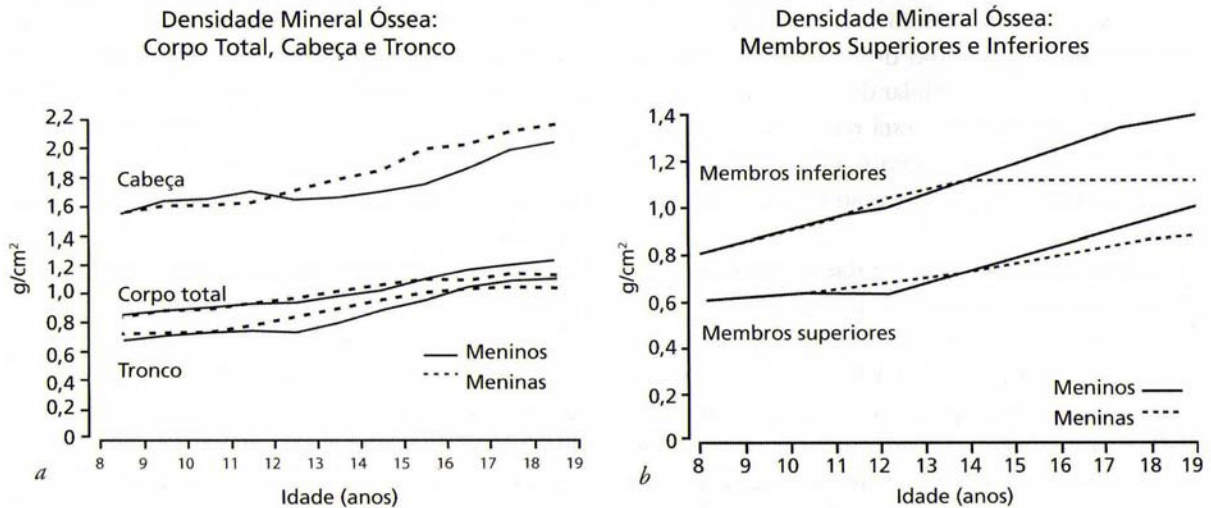 Densidade Mineral Óssea:
Corpo Total, Cabeça e Tronco
2,2
2,0
1,8
1,6
1,4
1,2
1,0
0,8
0,6
0,4
0,2
0
g/cm²
Cabeça
Corpo total
Tronco
Meninos
Meninas
8 9 10 11 12 13 14 15 16 17 18 19
Idade (anos)
a
Densidade Mineral Óssea:
Membros Superiores e Inferiores
1,4
1,2
1,0
0,8
0,6
0,4
0,2
0
g/cm²
Membros inferiores
Membros superiores
Meninos
Meninas
8 9 10 11 12 13 14 15 16 17 18 19
Idade (anos)
b